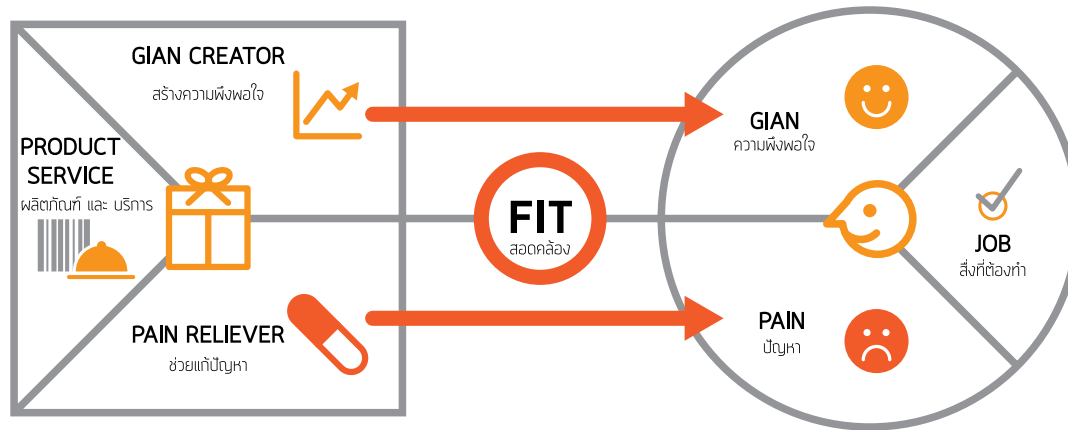 GIAN CREATOR
สร้างความพึงพอใจ
PRODUCT
SERVICE
ผลิตภัณฑ์ และ บริการ
PAIN RELIEVER
ช่วยแก้ปัญหา
FIT
สอดคล้อง
GIAN
ความพึงพอใจ
JOB
สิ่งที่ต้องทำ
PAIN
ปัญหา